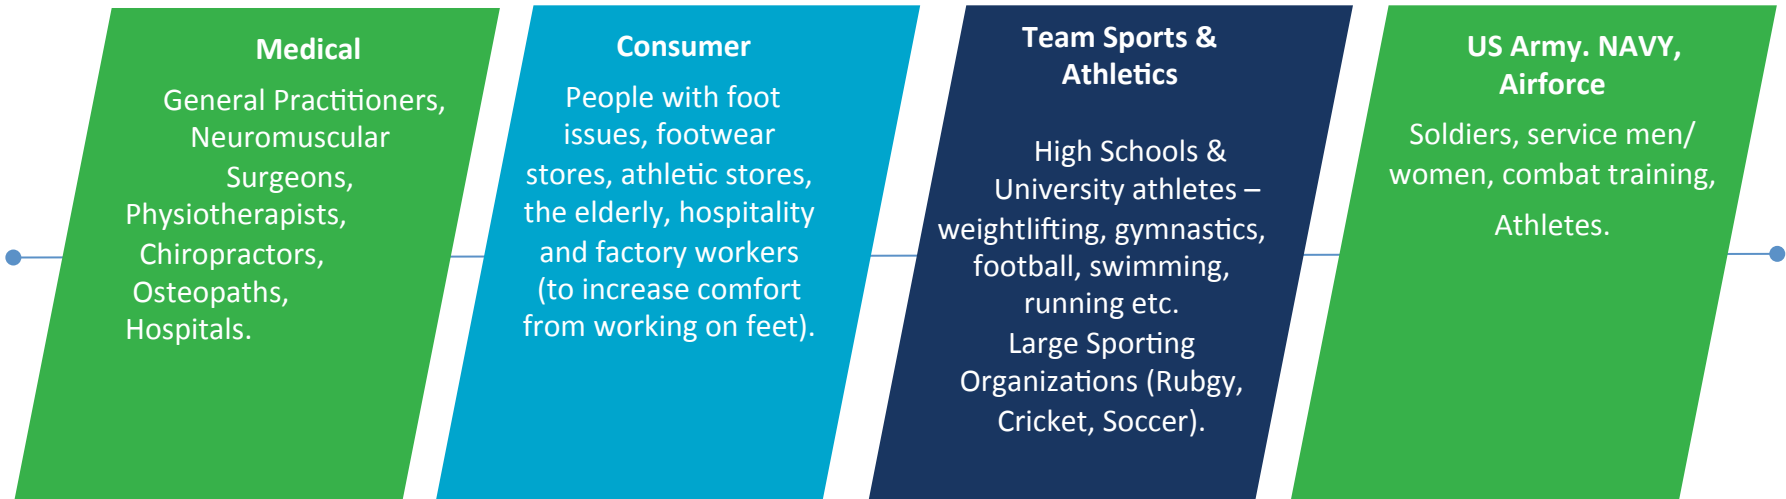 Medical
General Practitioners,
Neuromuscular
Surgeons,
Physiotherapists,
Chiropractors,
Osteopaths,
Hospitals.
Consumer
People with foot
issues, footwear
stores, athletic stores,
the elderly, hospitality
and factory workers
(to increase comfort
from working on feet).
Team Sports &
Athletics
High Schools &
University athletes –
weightlifting, gymnastics,
football, swimming,
running etc.
Large Sporting
Organizations (Rubgy,
Cricket, Soccer).
US Army. NAVY,
Airforce
Soldiers, service men/
women, combat training,
Athletes.